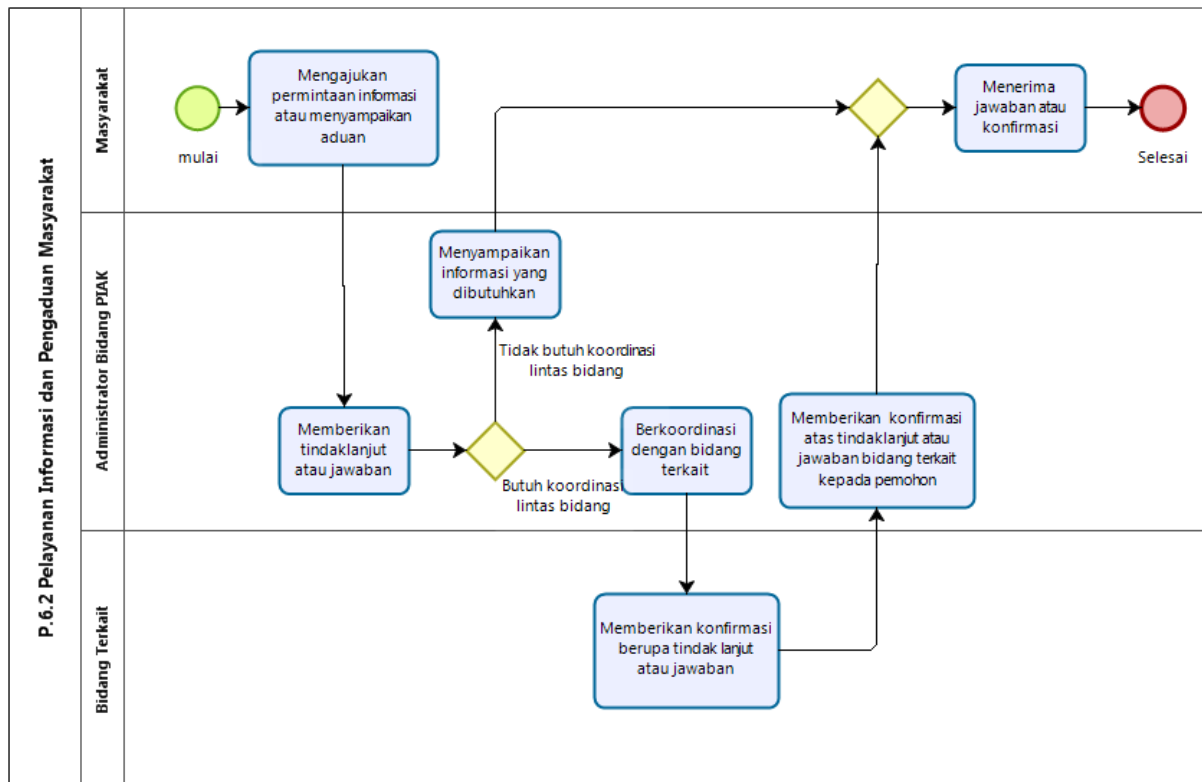 P.6.2 Pelayanan Informasi dan Pengaduan Masyarakat
Masyarakat
mulai
Mengajukan
permintaan informasi
atau menyampaikan
aduan
Menerima
jawaban atau
konfirmasi
Selesai
Administrator Bidang PIAK
Menyampaikan
informasi yang
dibutuhkan
Tidak butuh koordinasi
lintas bidang
Memberikan
tindaklanjut
atau jawaban
Butuh koordinasi
lintas bidang
Berkoordinasi
dengan bidang
terkait
Memberikan konfirmasi
atas tindaklanjut atau
jawaban bidang terkait
kepada pemohon
Bidang Terkait
Memberikan konfirmasi
berupa tindak lanjut
atau jawaban